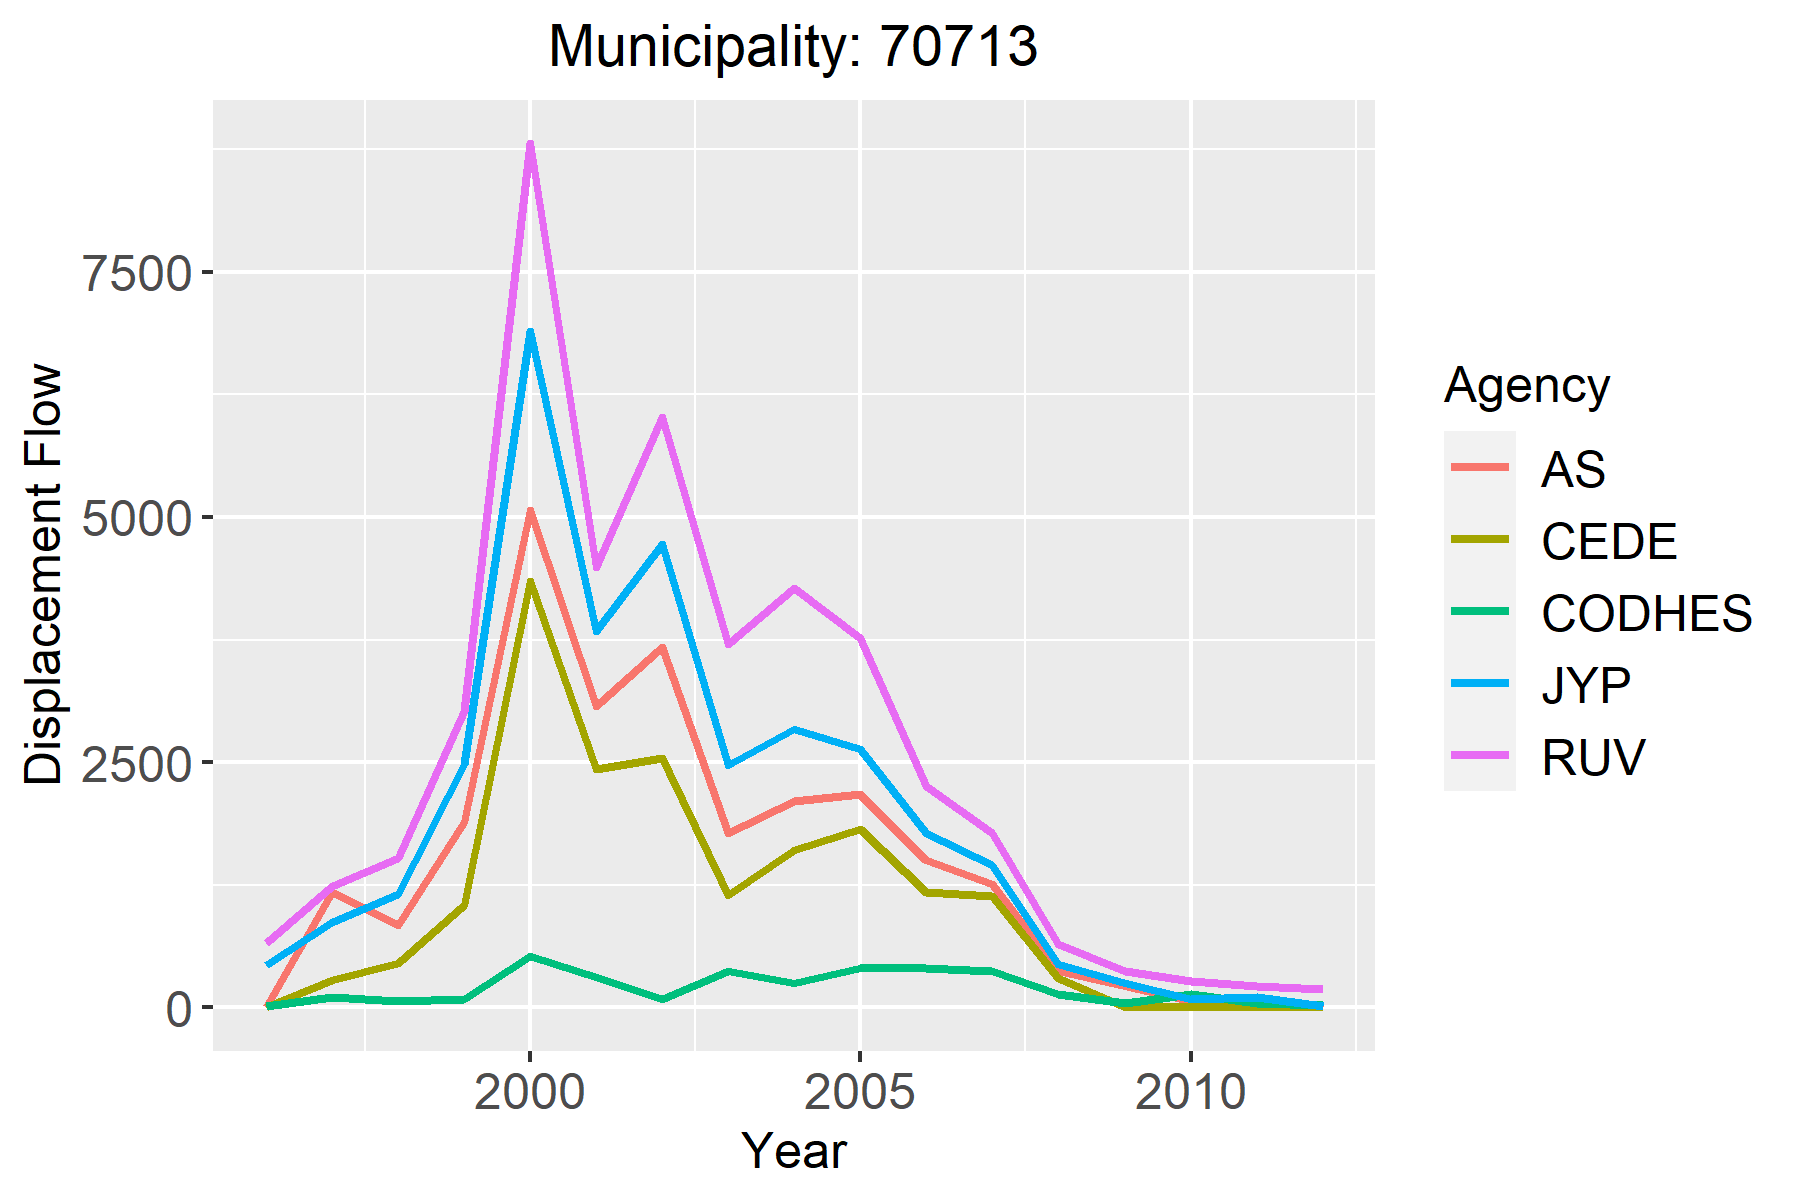 Municipality: 70713
Displacement Flow
7500
5000
2500
0
2000 2005 2010
Year
Agency
AS
CEDE
CODHES
JYP
RUV